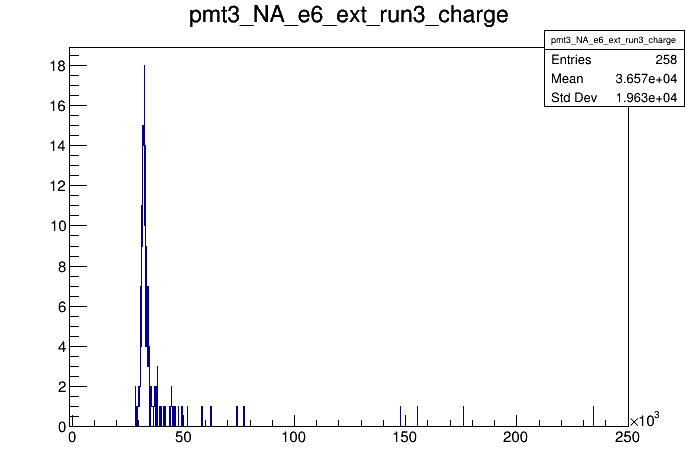 pmt3_NA_e6_ext_run3_charge
pmt3_NA_e6_ext_run3_charge
Entries 258
Mean 3.657e+04
Std Dev 1.963e+04
18
16
14
12
10
8
6
4
2
0
0 50 100 150 200 250
×10³